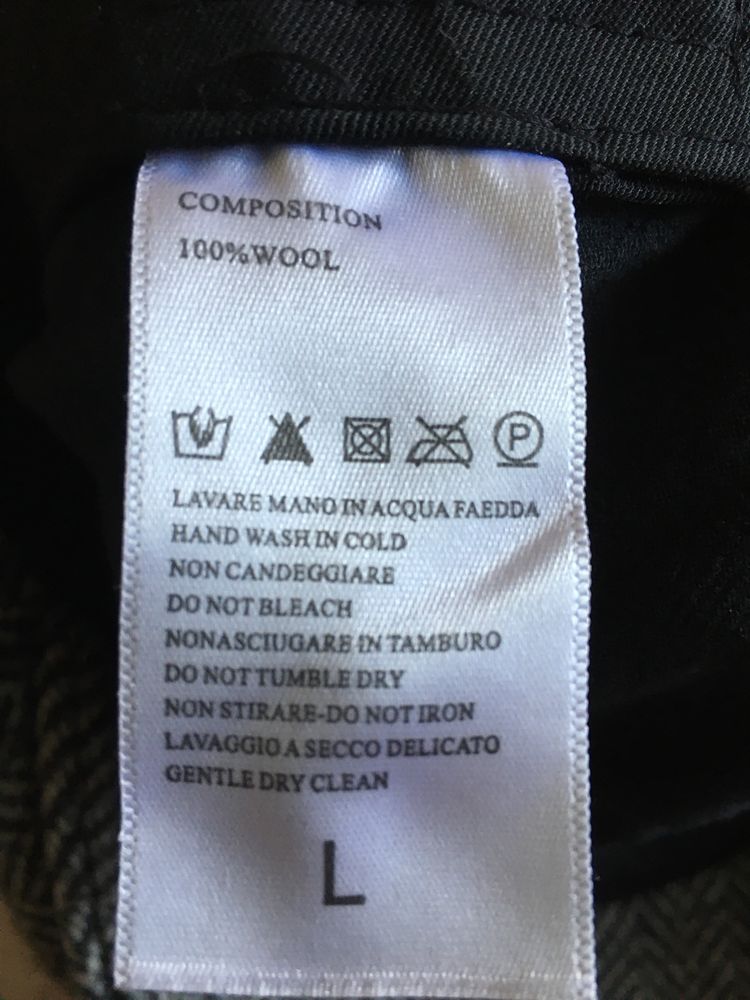 COMPOSITION
100%WOOL
P
LAVARE MANO IN ACQUA FAEDDA
HAND WASH IN COLD
NON CANDEGGIARE
DO NOT BLEACH
NONASCIUGARE IN TAMBURO
DO NOT TUMBLE DRY
NON STIRARE-DO NOT IRON
LAVAGGIO A SECCO DELICATO
GENTLE DRY CLEAN
L